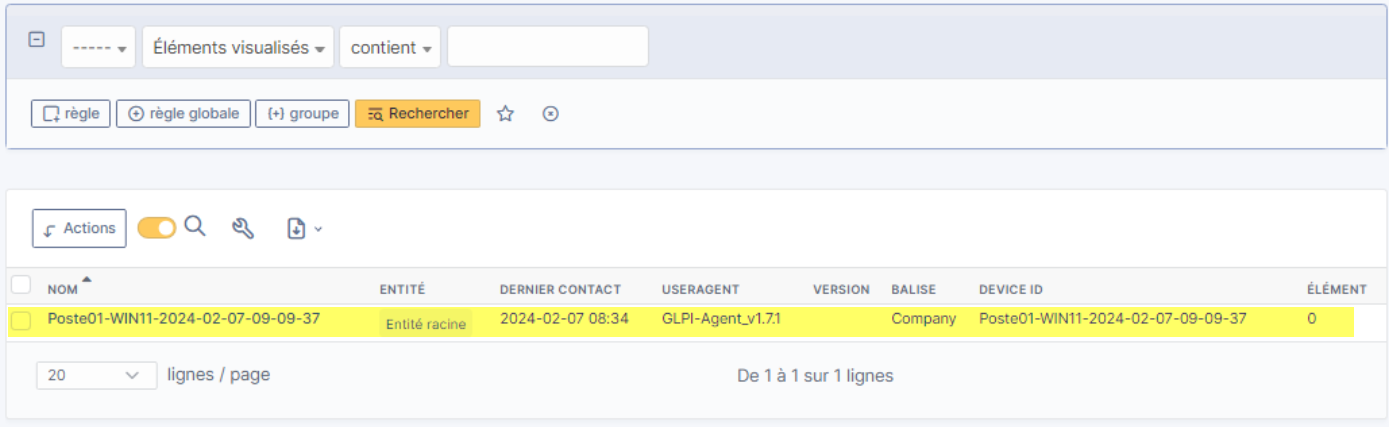 ----- Éléments visualisés contient
règle règle globale {+} groupe Rechercher
Actions
NOM ENTITÉ DERNIER CONTACT USERAGENT VERSION BALISE DEVICE ID ÉLÉMENT
Poste01-WIN11-2024-02-07-09-09-37 Entité racine 2024-02-07 08:34 GLPI-Agent_v1.7.1 Company Poste01-WIN11-2024-02-07-09-09-37 0
20 lignes / page De 1 à 1 sur 1 lignes